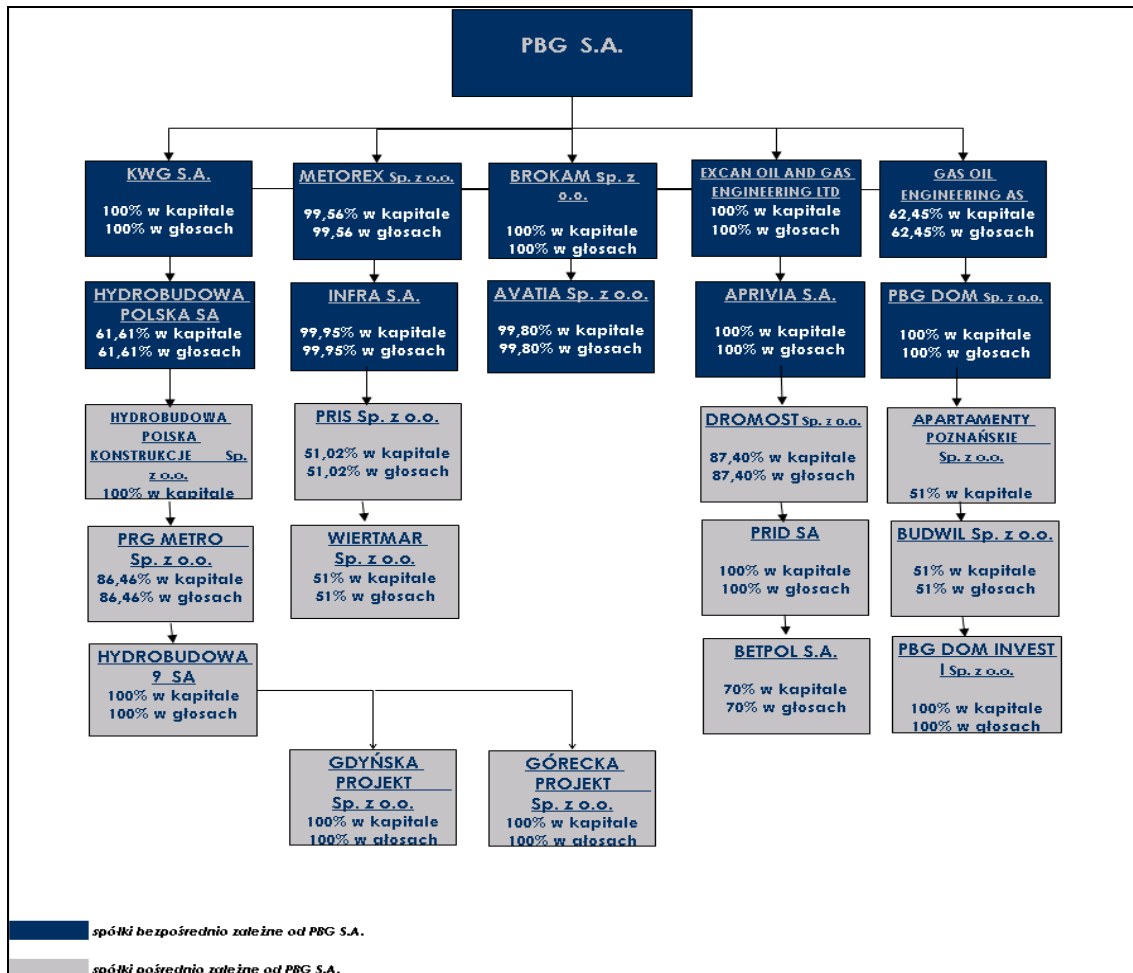 PBG S.A.
KWG S.A.
100% w kapitale
100% w głosach
METOREX Sp. z o.o.
99,56% w kapitale
99,56 w głosach
BROKAM Sp. z
o.o.
100% w kapitale
100% w głosach
EXCAN OIL AND GAS
ENGINEERING LTD
100% w kapitale
100% w głosach
GAS OIL
ENGINEERING AS
62,45% w kapitale
62,45% w głosach
HYDROBUDOWA
POLSKA SA
61,61% w kapitale
61,61% w głosach
INFRA S.A.
99,95% w kapitale
99,95% w głosach
AVATIA Sp. z o.o.
99,80% w kapitale
99,80% w głosach
APRIVIA S.A.
100% w kapitale
100% w głosach
PBG DOM Sp. z o.o.
100% w kapitale
100% w głosach
HYDROBUDOWA
POLSKA
KONSTRUKCJE Sp.
z o.o.
100% w kapitale
PRIS Sp. z o.o.
51,02% w kapitale
51,02% w głosach
DROMOST Sp. z o.o.
87,40% w kapitale
87,40% w głosach
APARTAMENTY
POZNAŃSKIE
Sp. z o.o.
51% w kapitale
PRG METRO
Sp. z o.o.
86,46% w kapitale
86,46% w głosach
WIERTMAR
Sp. z o.o.
51% w kapitale
51% w głosach
PRID SA
100% w kapitale
100% w głosach
BUDWIL Sp. z o.o.
51% w kapitale
51% w głosach
HYDROBUDOWA
9 SA
100% w kapitale
100% w głosach
BETPOL S.A.
70% w kapitale
70% w głosach
PBG DOM INVEST
I Sp. z o.o.
100% w kapitale
100% w głosach
GDYŃSKA
PROJEKT
Sp. z o.o.
100% w kapitale
100% w głosach
GÓRECKA
PROJEKT
Sp. z o.o.
100% w kapitale
100% w głosach
spółki bezpośrednio zależne od PBG S.A.
spółki pośrednio zależne od PBG S.A.